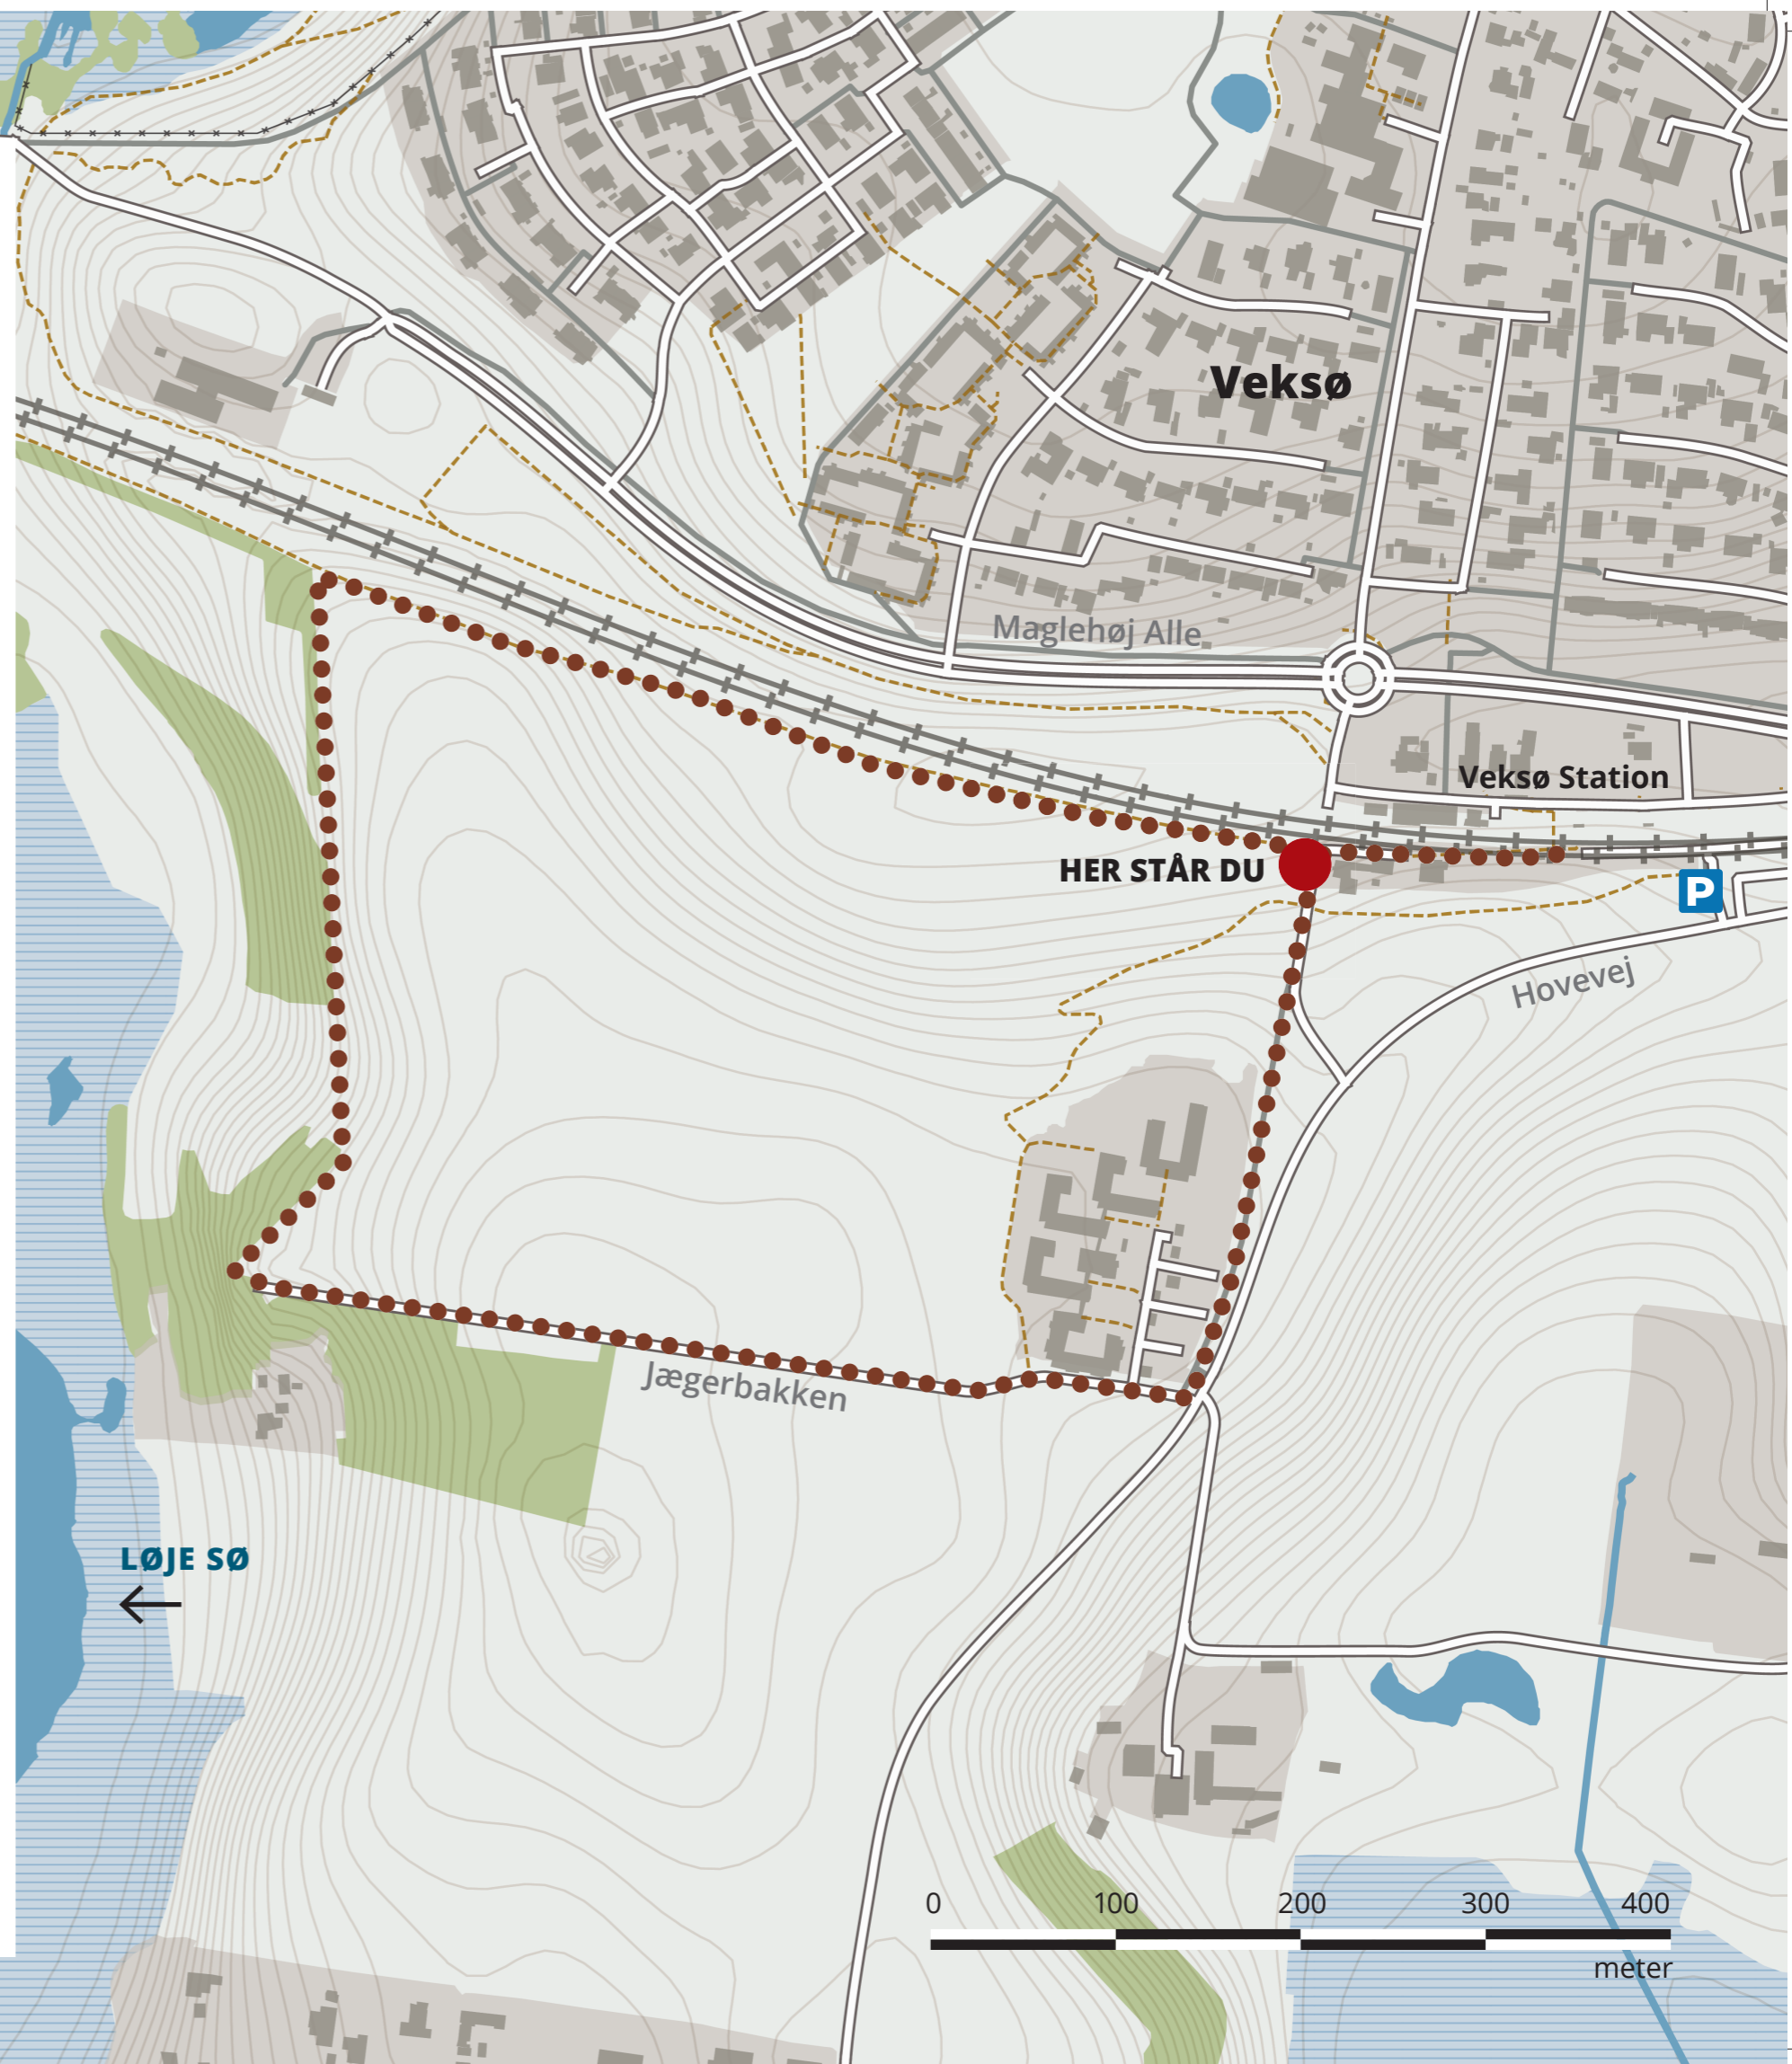 Veksø
Maglehøj Alle
Veksø Station
HER STÅR DU
P
Hovevej
Jægerbakken
LØJE SØ
0 100 200 300 400
meter